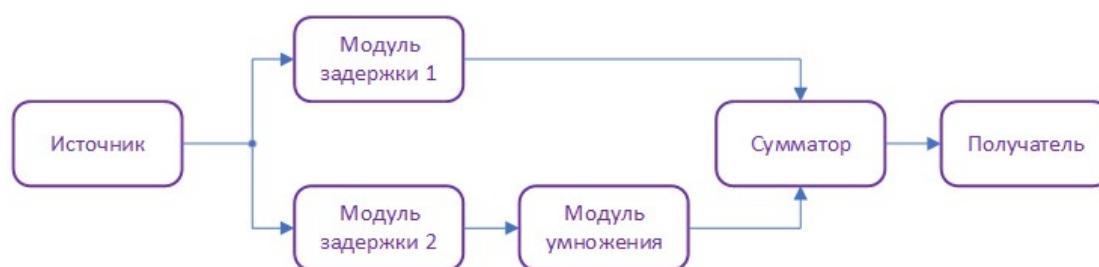 Модуль
задержки 1
Источник
Сумматор
Получатель
Модуль
задержки 2
Модуль
умножения